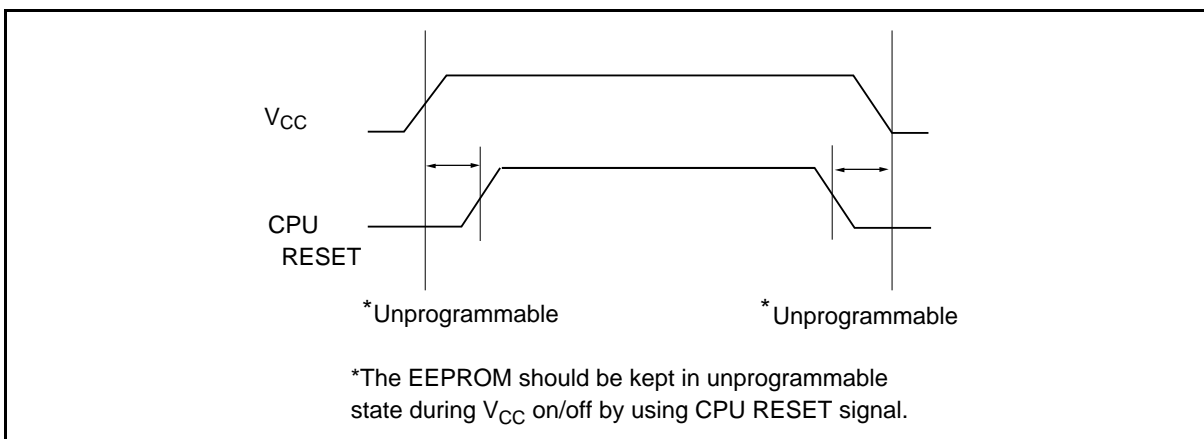 VCC
CPU
RESET
*Unprogrammable *Unprogrammable
*The EEPROM should be kept in unprogrammable
state during VCC on/off by using CPU RESET signal.